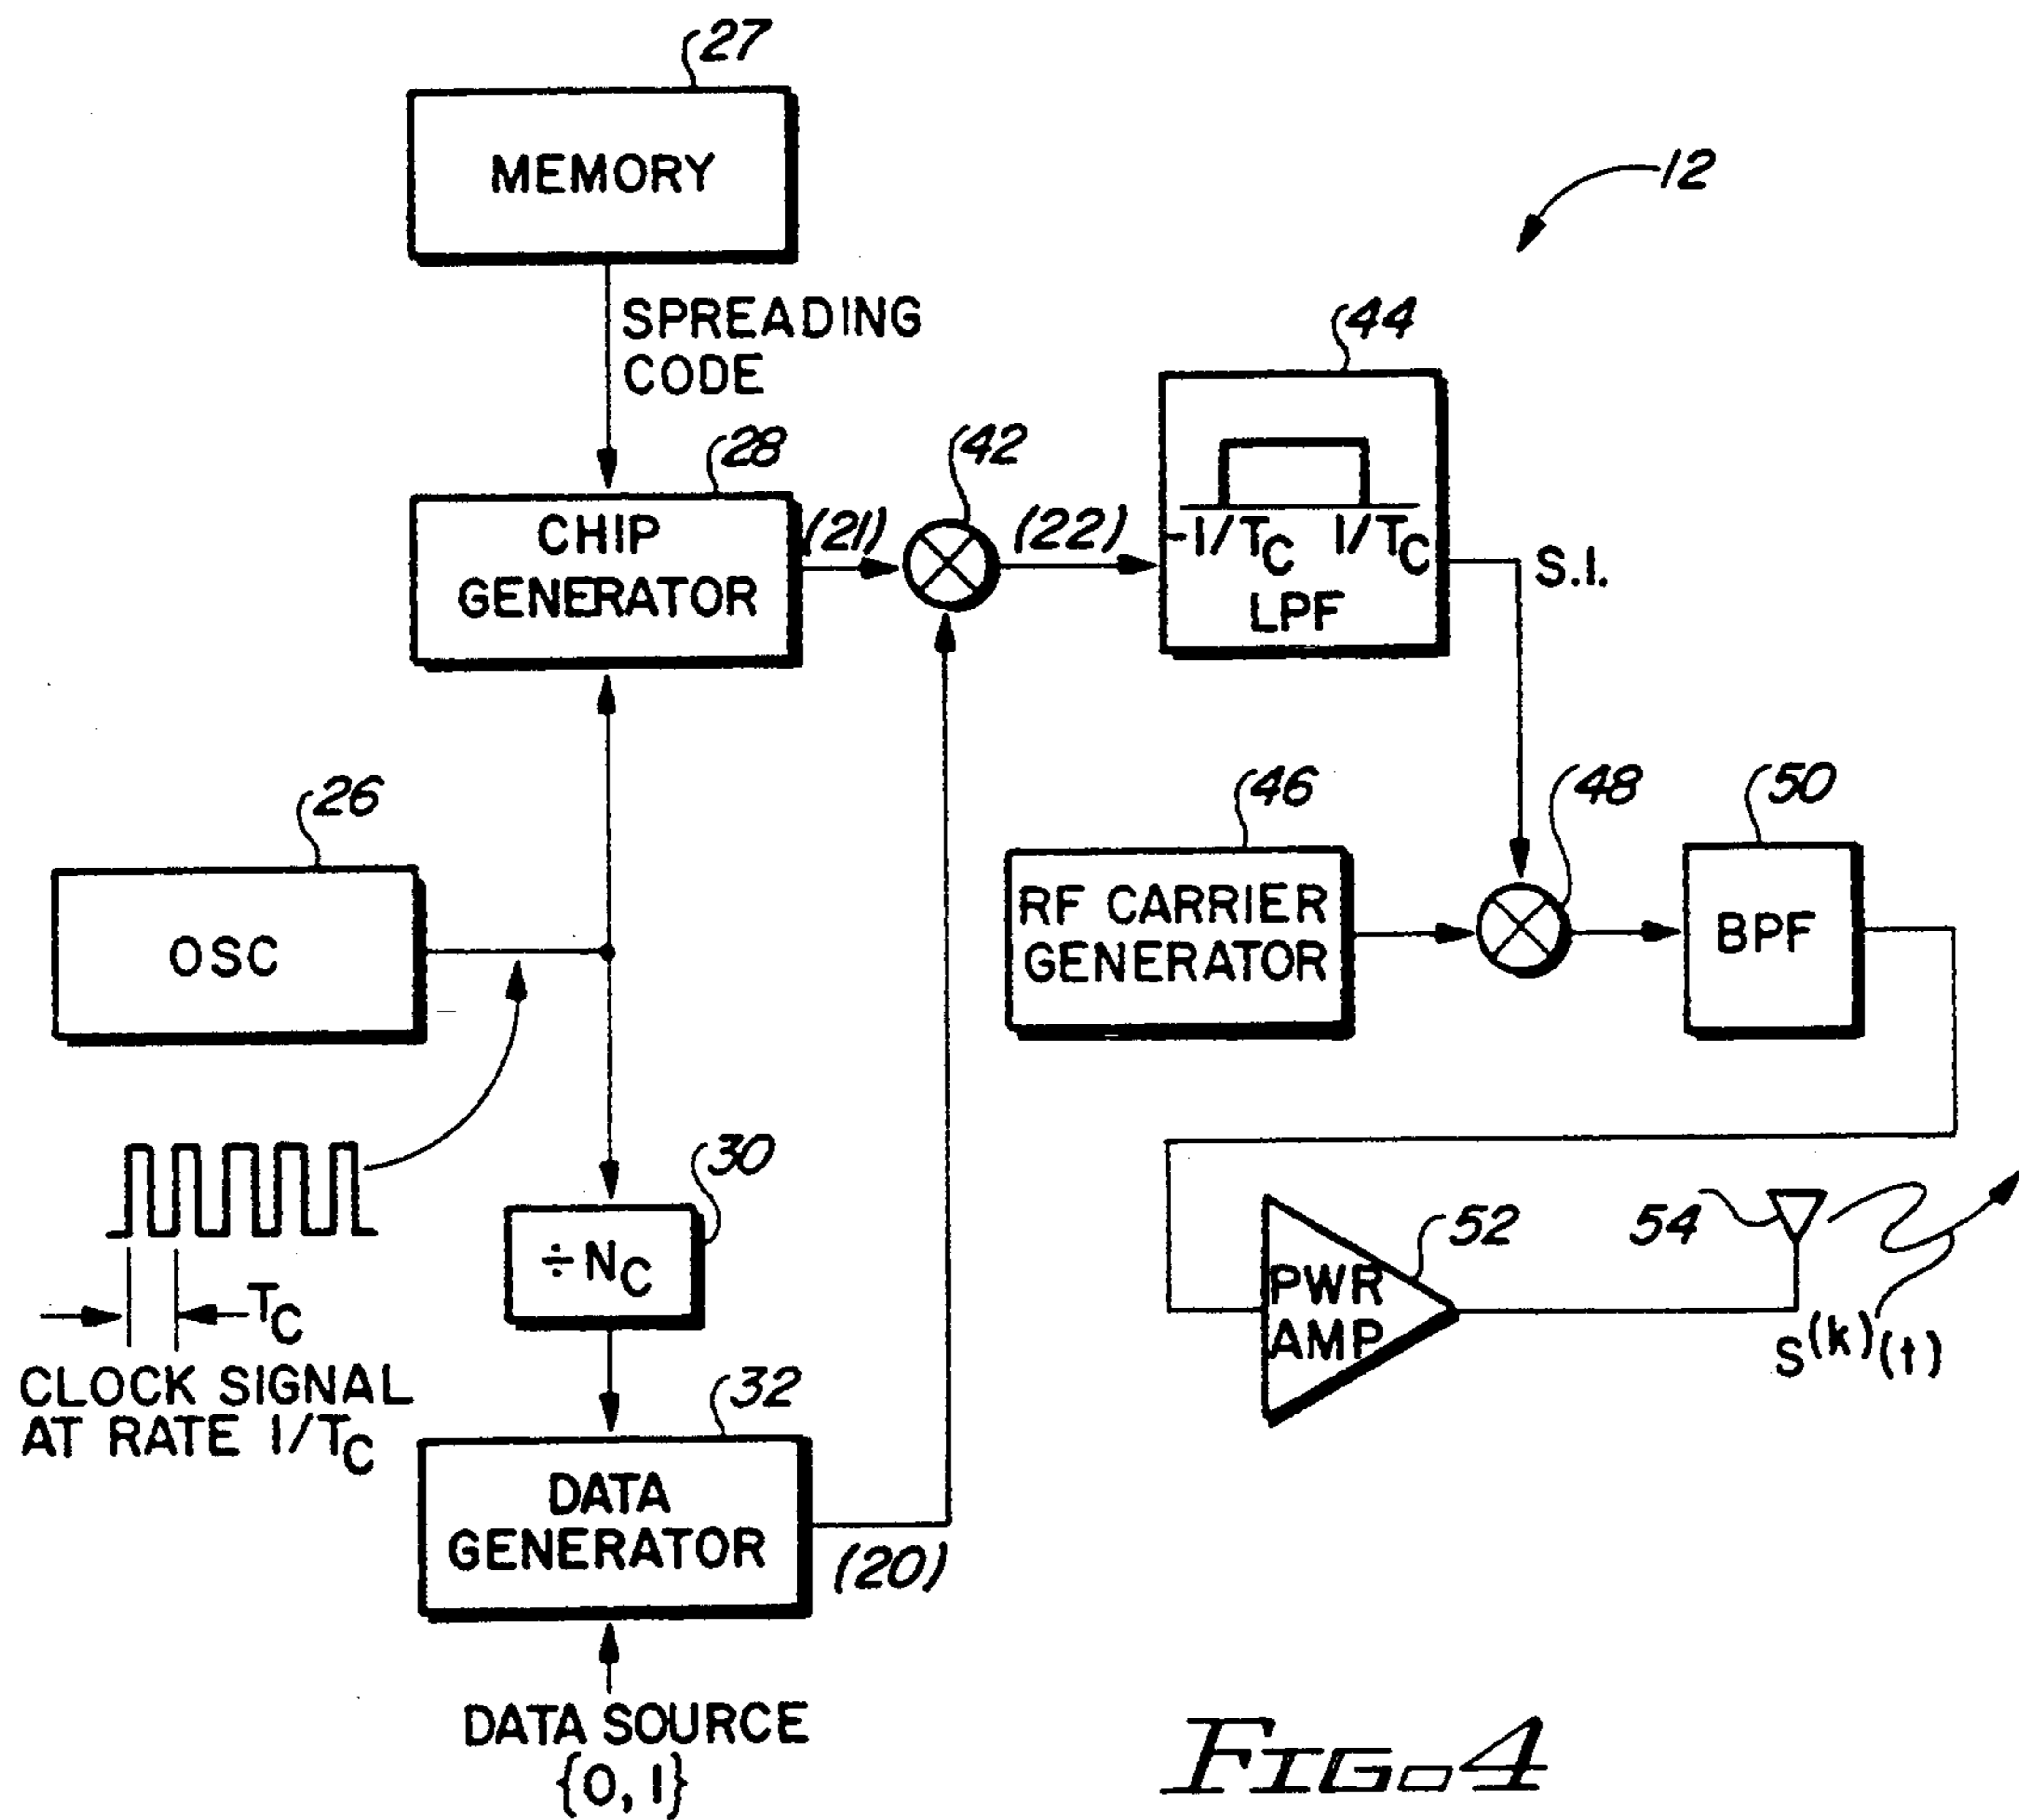 27
MEMORY
12
SPREADING
CODE
44
28
42
CHIP
GENERATOR
(21)
(22)
-1/TC 1/TC
LPF
S.I.
26
46
48
50
OSC
RF CARRIER
GENERATOR
BPF
30
÷NC
TC
CLOCK SIGNAL
AT RATE 1/TC
52
54
PWR
AMP
s(k)(t)
32
DATA
GENERATOR
(20)
DATA SOURCE
{0, 1}
FIG. 4